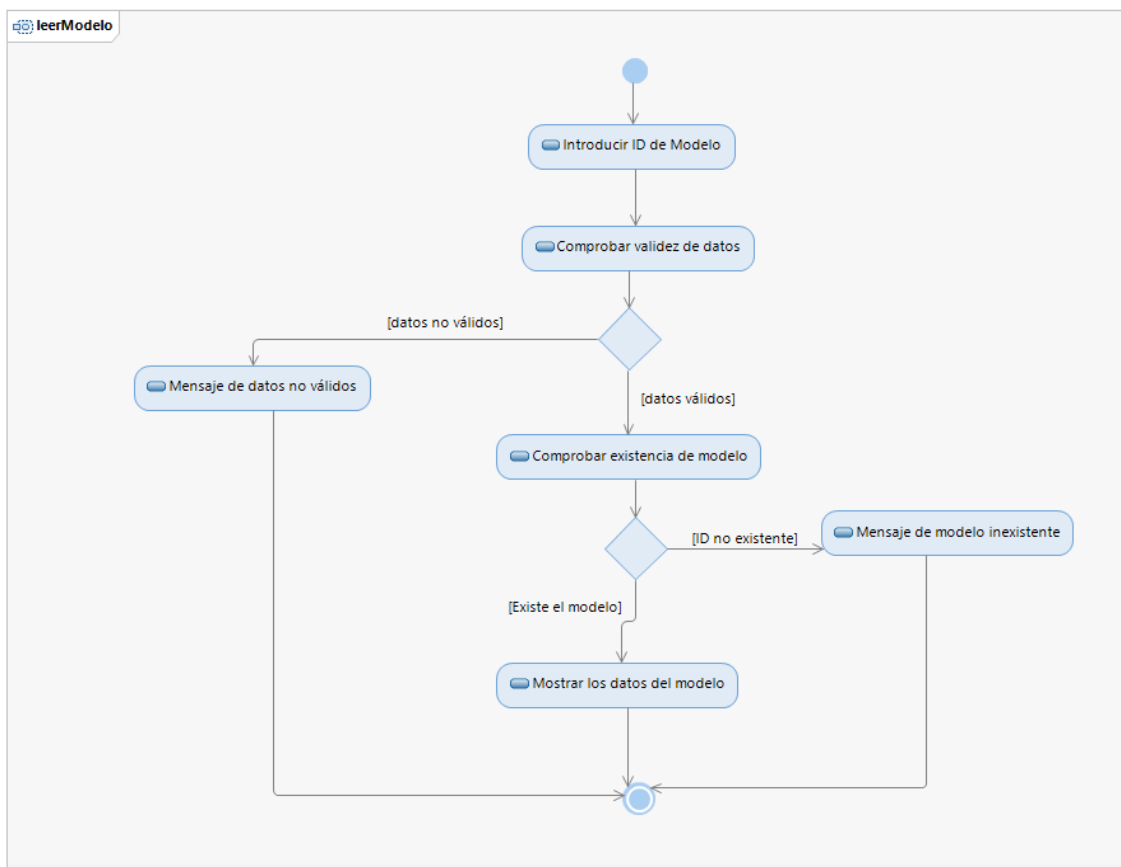 leerModelo
Introducir ID de Modelo
Comprobar validez de datos
[datos no válidos]
Mensaje de datos no válidos
[datos válidos]
Comprobar existencia de modelo
[ID no existente]
Mensaje de modelo inexistente
[Existe el modelo]
Mostrar los datos del modelo